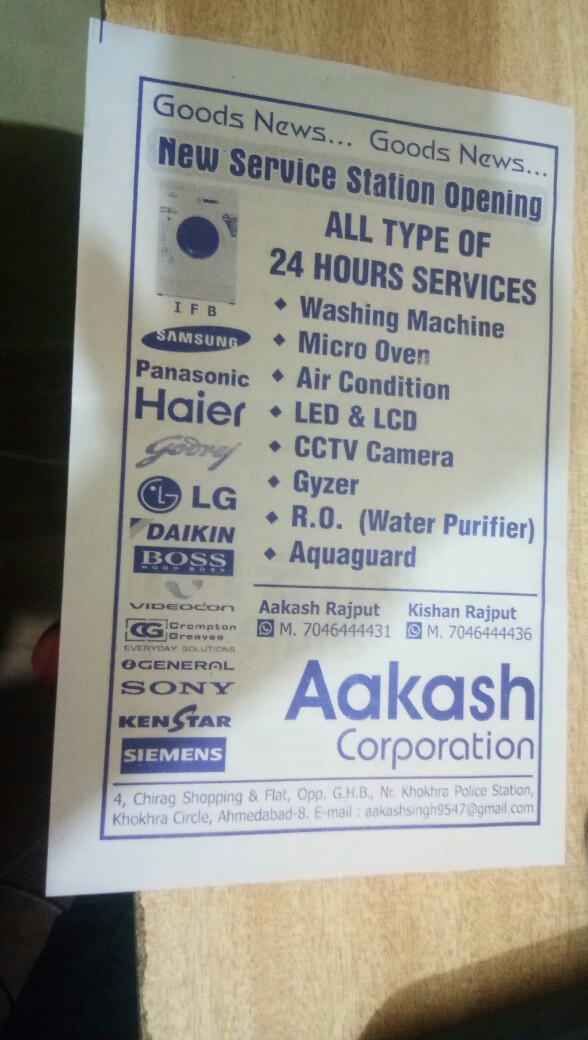 Goods News... Goods News...
New Service Station Opening
ALL TYPE OF
24 HOURS SERVICES
◆ Washing Machine
◆ Micro Oven
◆ Air Condition
◆ LED & LCD
◆ CCTV Camera
◆ Gyzer
◆ R.O. (Water Purifier)
◆ Aquaguard
IFB
SAMSUNG
Panasonic
Haier
Godrej
LG
DAIKIN
BOSS
HUGO BOSS
VIDEOCON
CG Crompton
Greaves
EVERYDAY SOLUTIONS
GENERAL
SONY
KENSTAR
SIEMENS
Aakash Rajput
M. 7046444431
Kishan Rajput
M. 7046444436
Aakash
Corporation
4, Chirag Shopping & Flat, Opp. G.H.B., Nr. Khokhra Police Station,
Khokhra Circle, Ahmedabad-8. E-mail : aakashsingh9547@gmail.com